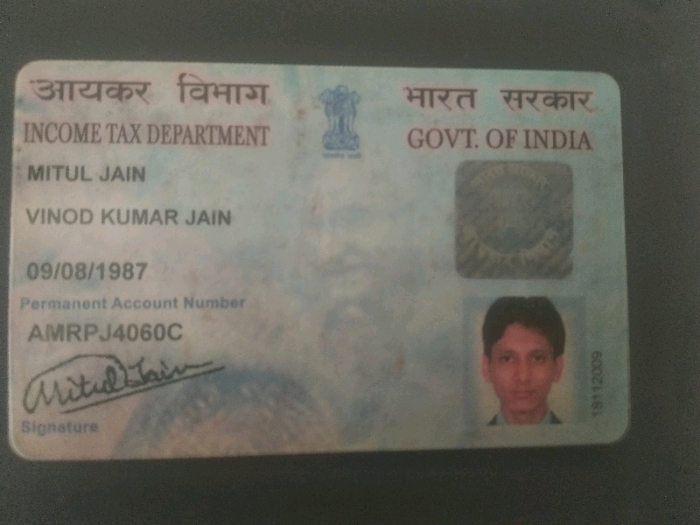 आयकर विभाग भारत सरकार
INCOME TAX DEPARTMENT GOVT. OF INDIA
MITUL JAIN
VINOD KUMAR JAIN
09/08/1987
Permanent Account Number
AMRPJ4060C
Mitul Jain
Signature
18112009